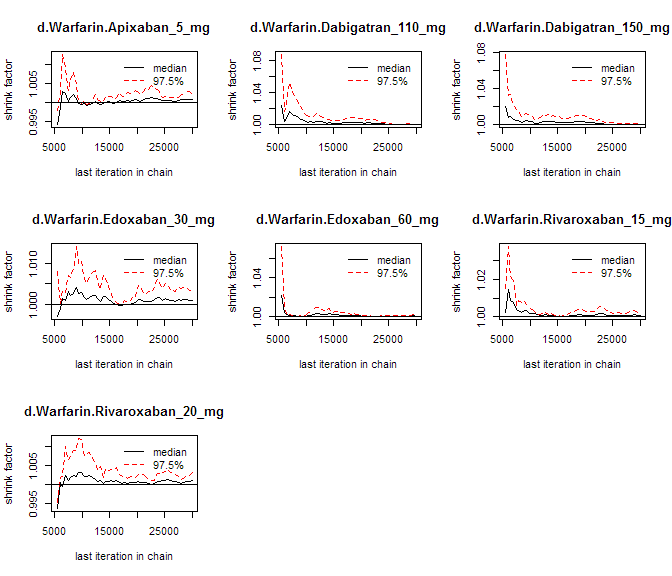 d.Warfarin.Apixaban_5_mg
shrink factor
0.995
1.005
median
97.5%
5000
15000
25000
last iteration in chain
d.Warfarin.Dabigatran_110_mg
shrink factor
1.00
1.04
1.08
median
97.5%
5000
15000
25000
last iteration in chain
d.Warfarin.Dabigatran_150_mg
shrink factor
1.00
1.04
1.08
median
97.5%
5000
15000
25000
last iteration in chain
d.Warfarin.Edoxaban_30_mg
shrink factor
1.000
1.010
median
97.5%
5000
15000
25000
last iteration in chain
d.Warfarin.Edoxaban_60_mg
shrink factor
1.00
1.04
median
97.5%
5000
15000
25000
last iteration in chain
d.Warfarin.Rivaroxaban_15_mg
shrink factor
1.00
1.02
median
97.5%
5000
15000
25000
last iteration in chain
d.Warfarin.Rivaroxaban_20_mg
shrink factor
0.995
1.005
median
97.5%
5000
15000
25000
last iteration in chain